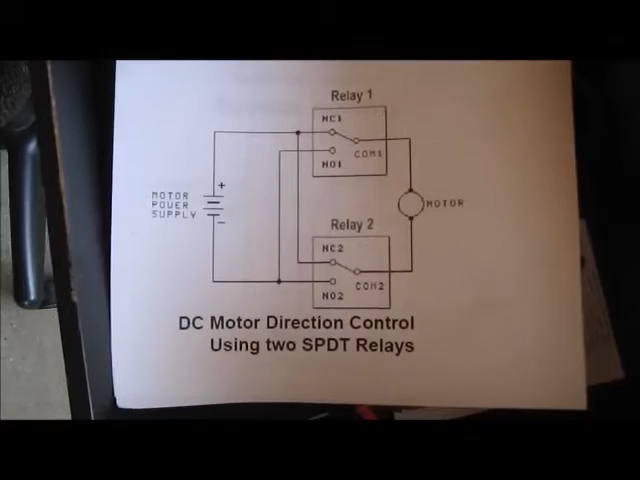 Relay 1
NC1
COM1
NO1
+
MOTOR
POWER
SUPPLY
-
MOTOR
Relay 2
NC2
COM2
NO2
DC Motor Direction Control
Using two SPDT Relays